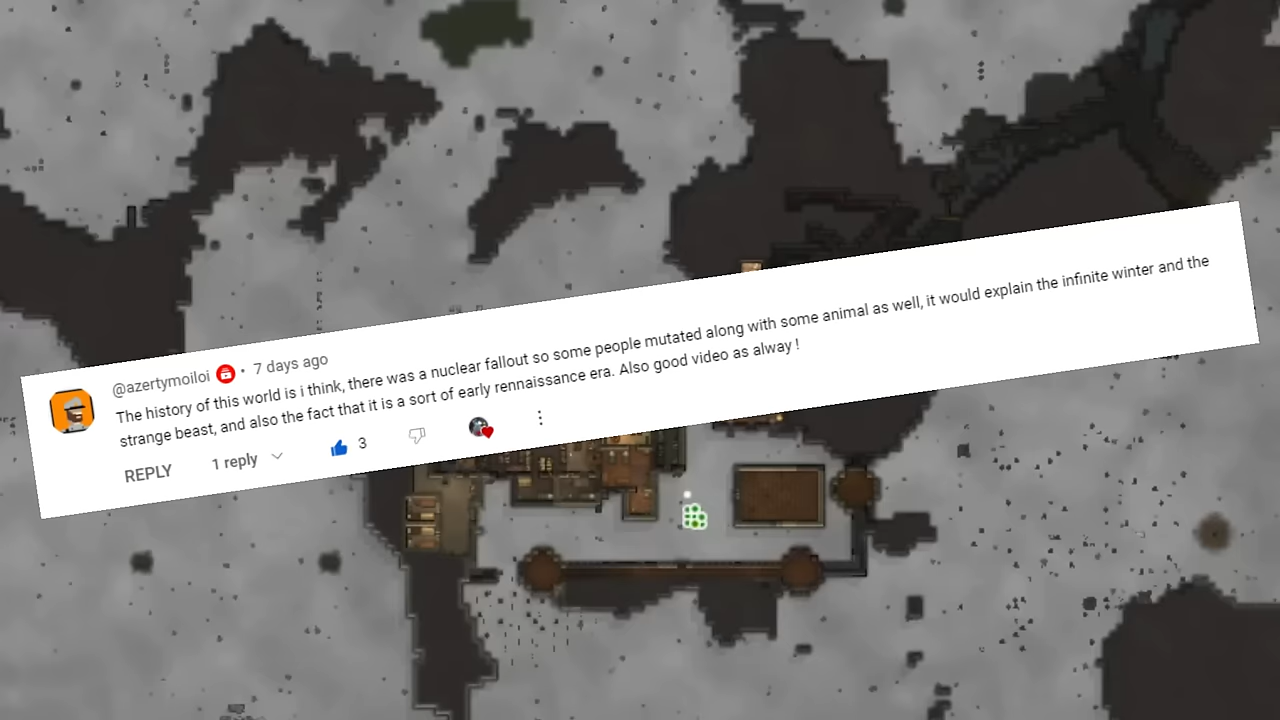 @azertymoiloi • 7 days ago
The history of this world is i think, there was a nuclear fallout so some people mutated along with some animal as well, it would explain the infinite winter and the
strange beast, and also the fact that it is a sort of early rennaissance era. Also good video as alway !
REPLY 1 reply 3